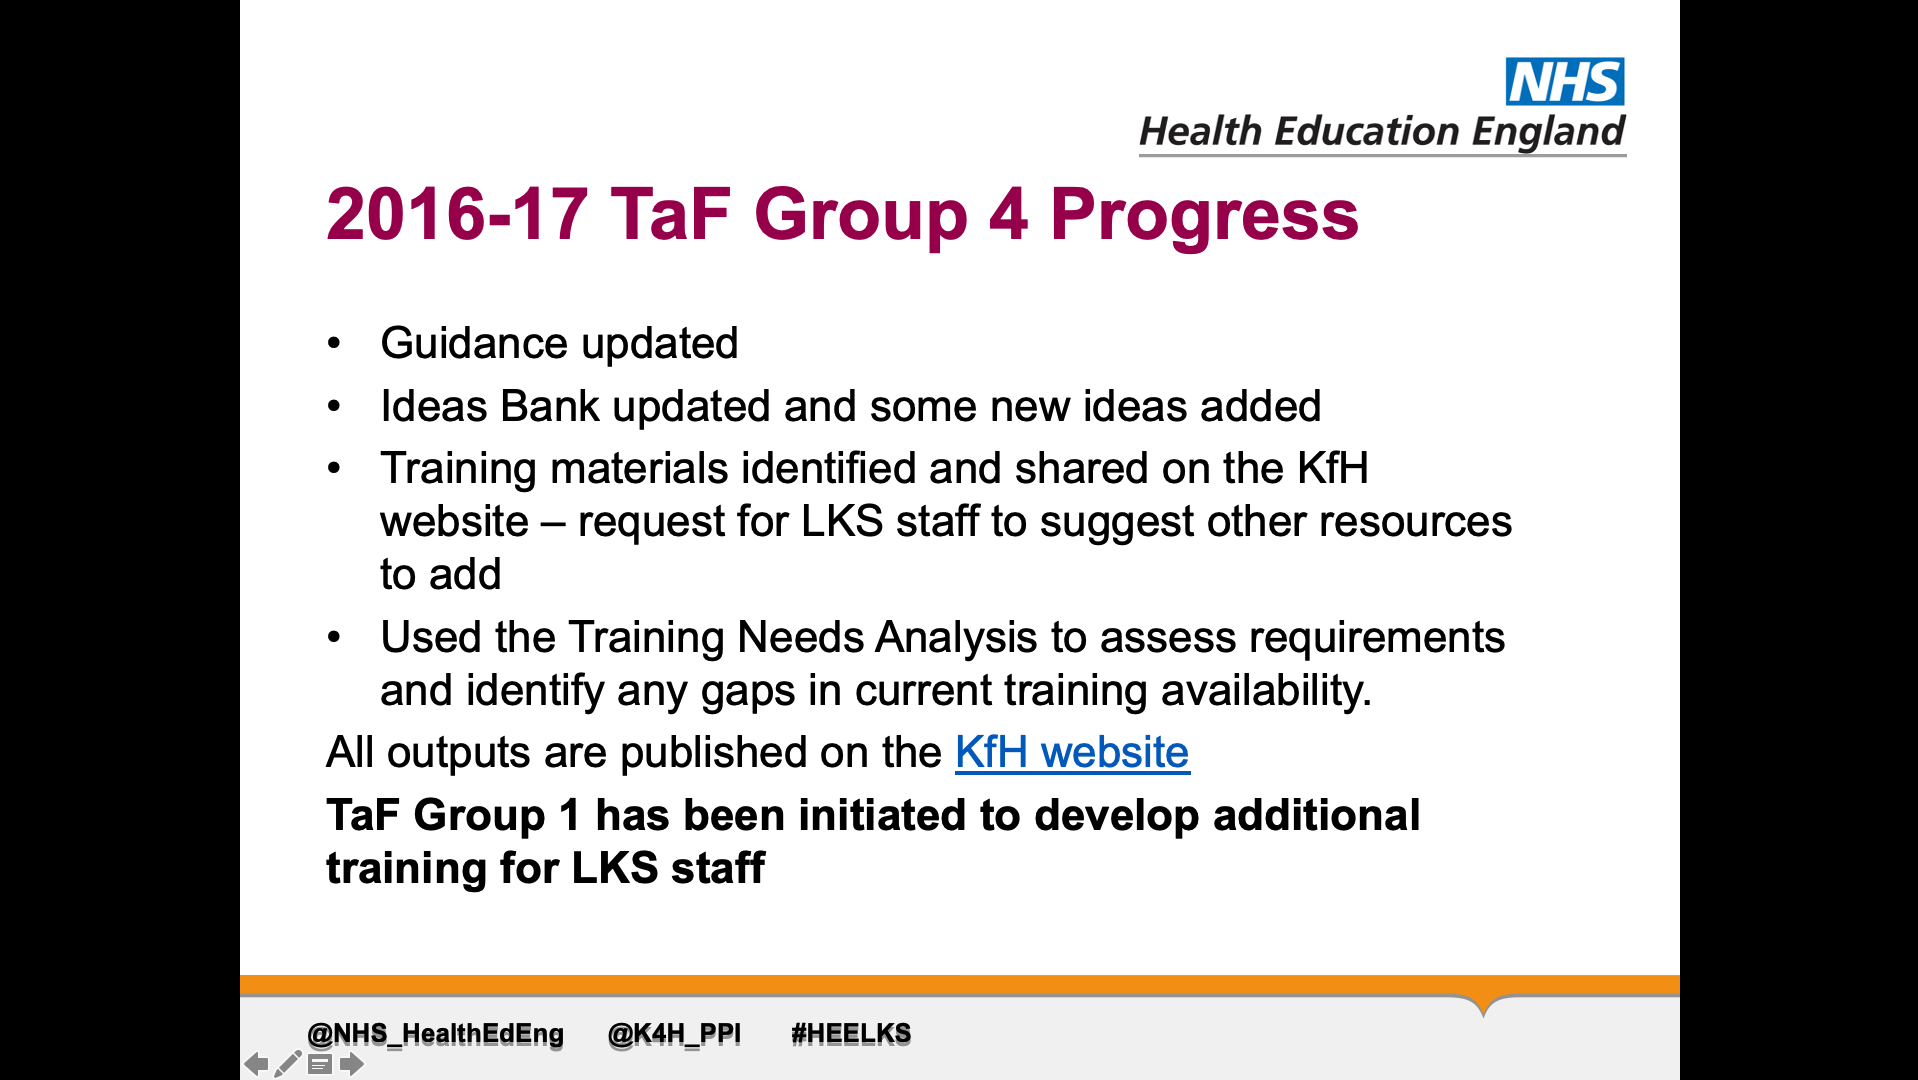 NHS
Health Education England
2016-17 TaF Group 4 Progress
• Guidance updated
• Ideas Bank updated and some new ideas added
• Training materials identified and shared on the KfH
website – request for LKS staff to suggest other resources
to add
• Used the Training Needs Analysis to assess requirements
and identify any gaps in current training availability.
All outputs are published on the KfH website
TaF Group 1 has been initiated to develop additional
training for LKS staff
@NHS_HealthEdEng @K4H_PPI #HEELKS